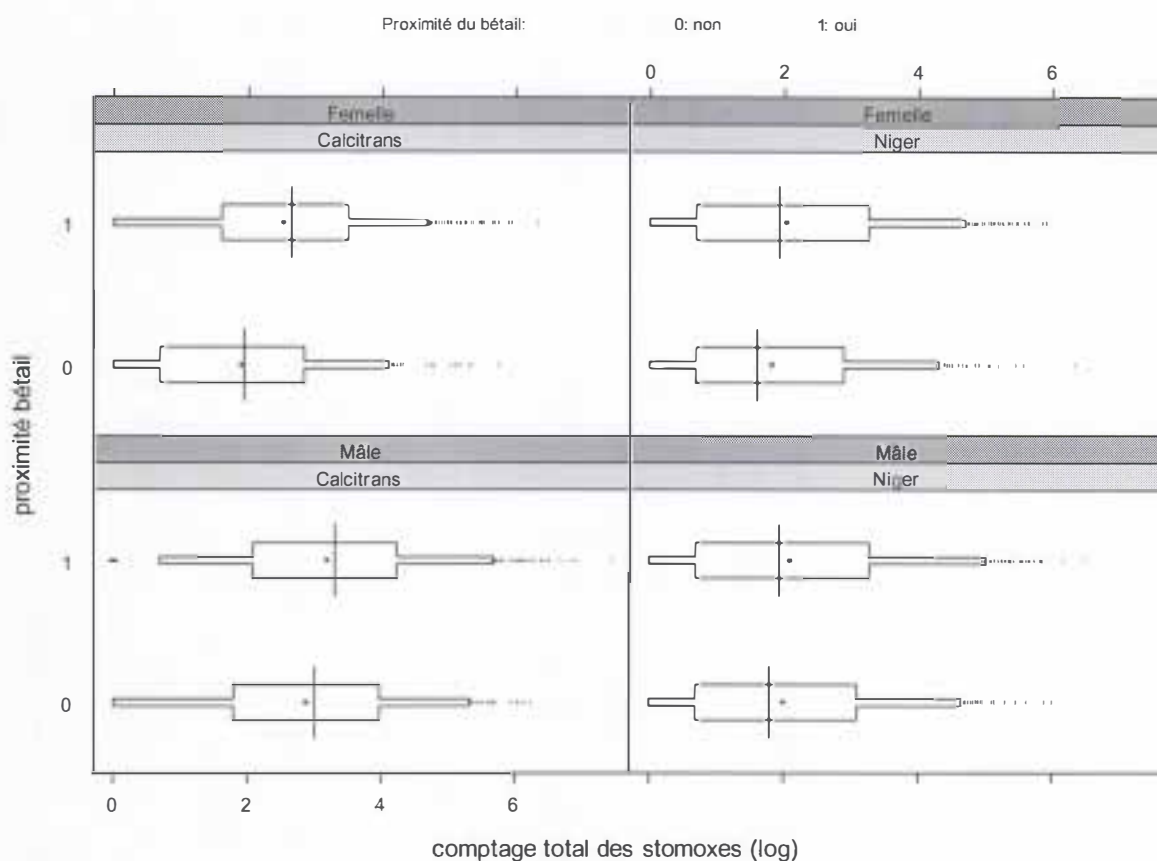 Proximité du bétail: 0: non 1: oui
0 2 4 6
Femelle Femelle
Calcitrans Niger
1
0
proximité bétail
Mâle Mâle
Calcitrans Niger
1
0
0 2 4 6
comptage total des stomoxes (log)